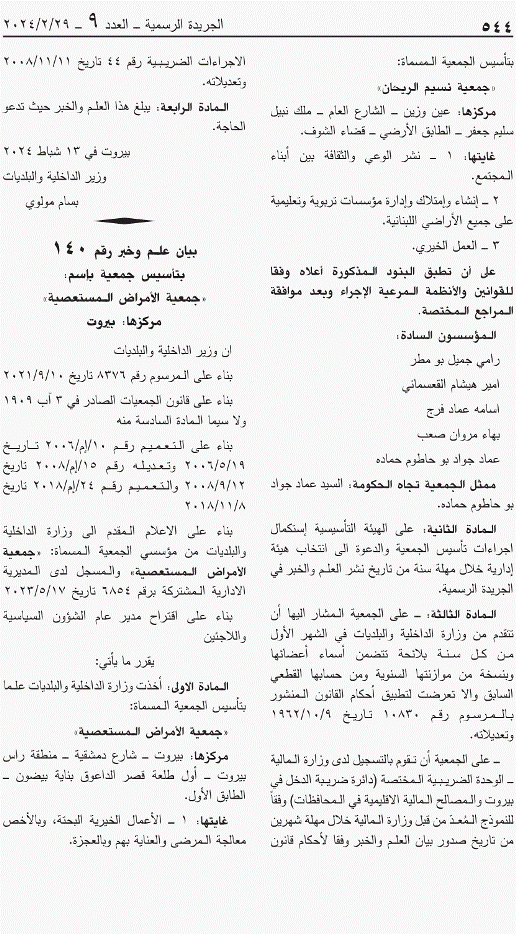 ٥٤٤
الجريدة الرسمية ـ العدد ٩ ـ ٢٠٢٤/٢/٢٩
بتأسيس الجمعية المسماة:
«جمعية نسيم الريحان»
مركزها: عين وزين ـ الشارع العام ـ ملك نبيل
سليم جعفر ـ الطابق الأرضي ـ قضاء الشوف.
غايتها: ١ ـ نشر الوعي والثقافة بين أبناء
المجتمع.
٢ ـ إنشاء وإمتلاك وإدارة مؤسسات تربوية وتعليمية
على جميع الأراضي اللبنانية.
٣ ـ العمل الخيري.
على أن تطبق البنود المذكورة أعلاه وفقا
للقوانين والأنظمة المرعية الإجراء وبعد موافقة
المراجع المختصة.
المؤسسون السادة:
رامي جميل بو مطر
امير هيشام القعسماني
اسامه عماد فرج
بهاء مروان صعب
عماد جواد بو حاطوم حماده
ممثل الجمعية تجاه الحكومة: السيد عماد جواد
بو حاطوم حماده.
المادة الثانية: على الهيئة التأسيسية إستكمال
اجراءات تأسيس الجمعية والدعوة الى انتخاب هيئة
إدارية خلال مهلة سنة من تاريخ نشر العلم والخبر في
الجريدة الرسمية.
المادة الثالثة: ـ على الجمعية المشار اليها أن
تتقدم من وزارة الداخلية والبلديات في الشهر الأول
من كل سنة بلائحة تتضمن أسماء أعضائها
وبنسخة من موازنتها السنوية ومن حسابها القطعي
السابق والا تعرضت لتطبيق أحكام القانون المنشور
بالمرسوم رقم ١٠٨٣٠ تاريخ ١٩٦٢/١٠/٩
وتعديلاته.
ـ على الجمعية أن تقوم بالتسجيل لدى وزارة المالية
ـ الوحدة الضريبية المختصة (دائرة ضريبة الدخل في
بيروت والمصالح المالية الاقليمية في المحافظات) وفقاً
للنموذج المُعدّ من قبل وزارة المالية خلال مهلة شهرين
من تاريخ صدور بيان العلم والخبر وفقا لأحكام قانون
الاجراءات الضريبية رقم ٤٤ تاريخ ٢٠٠٨/١١/١١
وتعديلاته.
المادة الرابعة: يبلغ هذا العلم والخبر حيث تدعو
الحاجة.
بيروت في ١٣ شباط ٢٠٢٤
وزير الداخلية والبلديات
بسام مولوي
بيان علم وخبر رقم ١٤٠
بتأسيس جمعية بإسم:
«جمعية الأمراض المستعصية»
مركزها: بيروت
ان وزير الداخلية والبلديات
بناء على المرسوم رقم ٨٣٧٦ تاريخ ٢٠٢١/٩/١٠
بناء على قانون الجمعيات الصادر في ٣ آب ١٩٠٩
ولا سيما المادة السادسة منه
بناء على التعميم رقم ١٠/إم/٢٠٠٦ تاريخ
٢٠٠٦/٥/١٩ وتعديله رقم ١٥/إم/٢٠٠٨ تاريخ
٢٠٠٨/٩/١٢ والتعميم رقم ٢٤/إم/٢٠١٨ تاريخ
٢٠١٨/١١/٨
بناء على الاعلام المقدم الى وزارة الداخلية
والبلديات من مؤسسي الجمعية المسماة: «جمعية
الأمراض المستعصية» والمسجل لدى المديرية
الادارية المشتركة برقم ٦٨٥٤ تاريخ ٢٠٢٣/٥/١٧
بناء على اقتراح مدير عام الشؤون السياسية
واللاجئين
يقرر ما يأتي:
المادة الاولى: أخذت وزارة الداخلية والبلديات علما
بتأسيس الجمعية المسماة:
«جمعية الأمراض المستعصية»
مركزها: بيروت ـ شارع دمشقية ـ منطقة راس
بيروت ـ أول طلعة قصر الداعوق بناية بيضون ـ
الطابق الأول.
غايتها: ١ ـ الأعمال الخيرية البحتة، وبالأخص
معالجة المرضى والعناية بهم وبالعجزة.